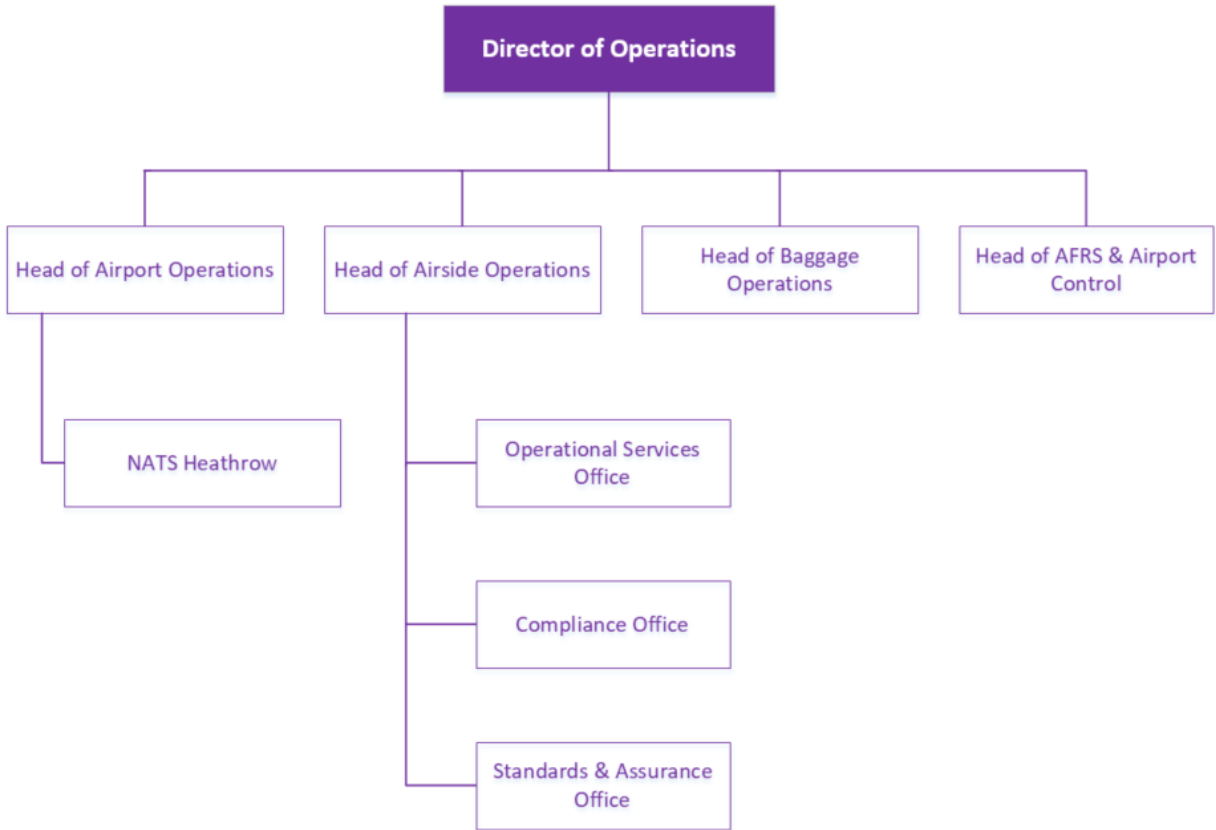 Director of Operations
Head of Airport Operations
Head of Airside Operations
Head of Baggage
Operations
Head of AFRS & Airport
Control
NATS Heathrow
Operational Services
Office
Compliance Office
Standards & Assurance
Office